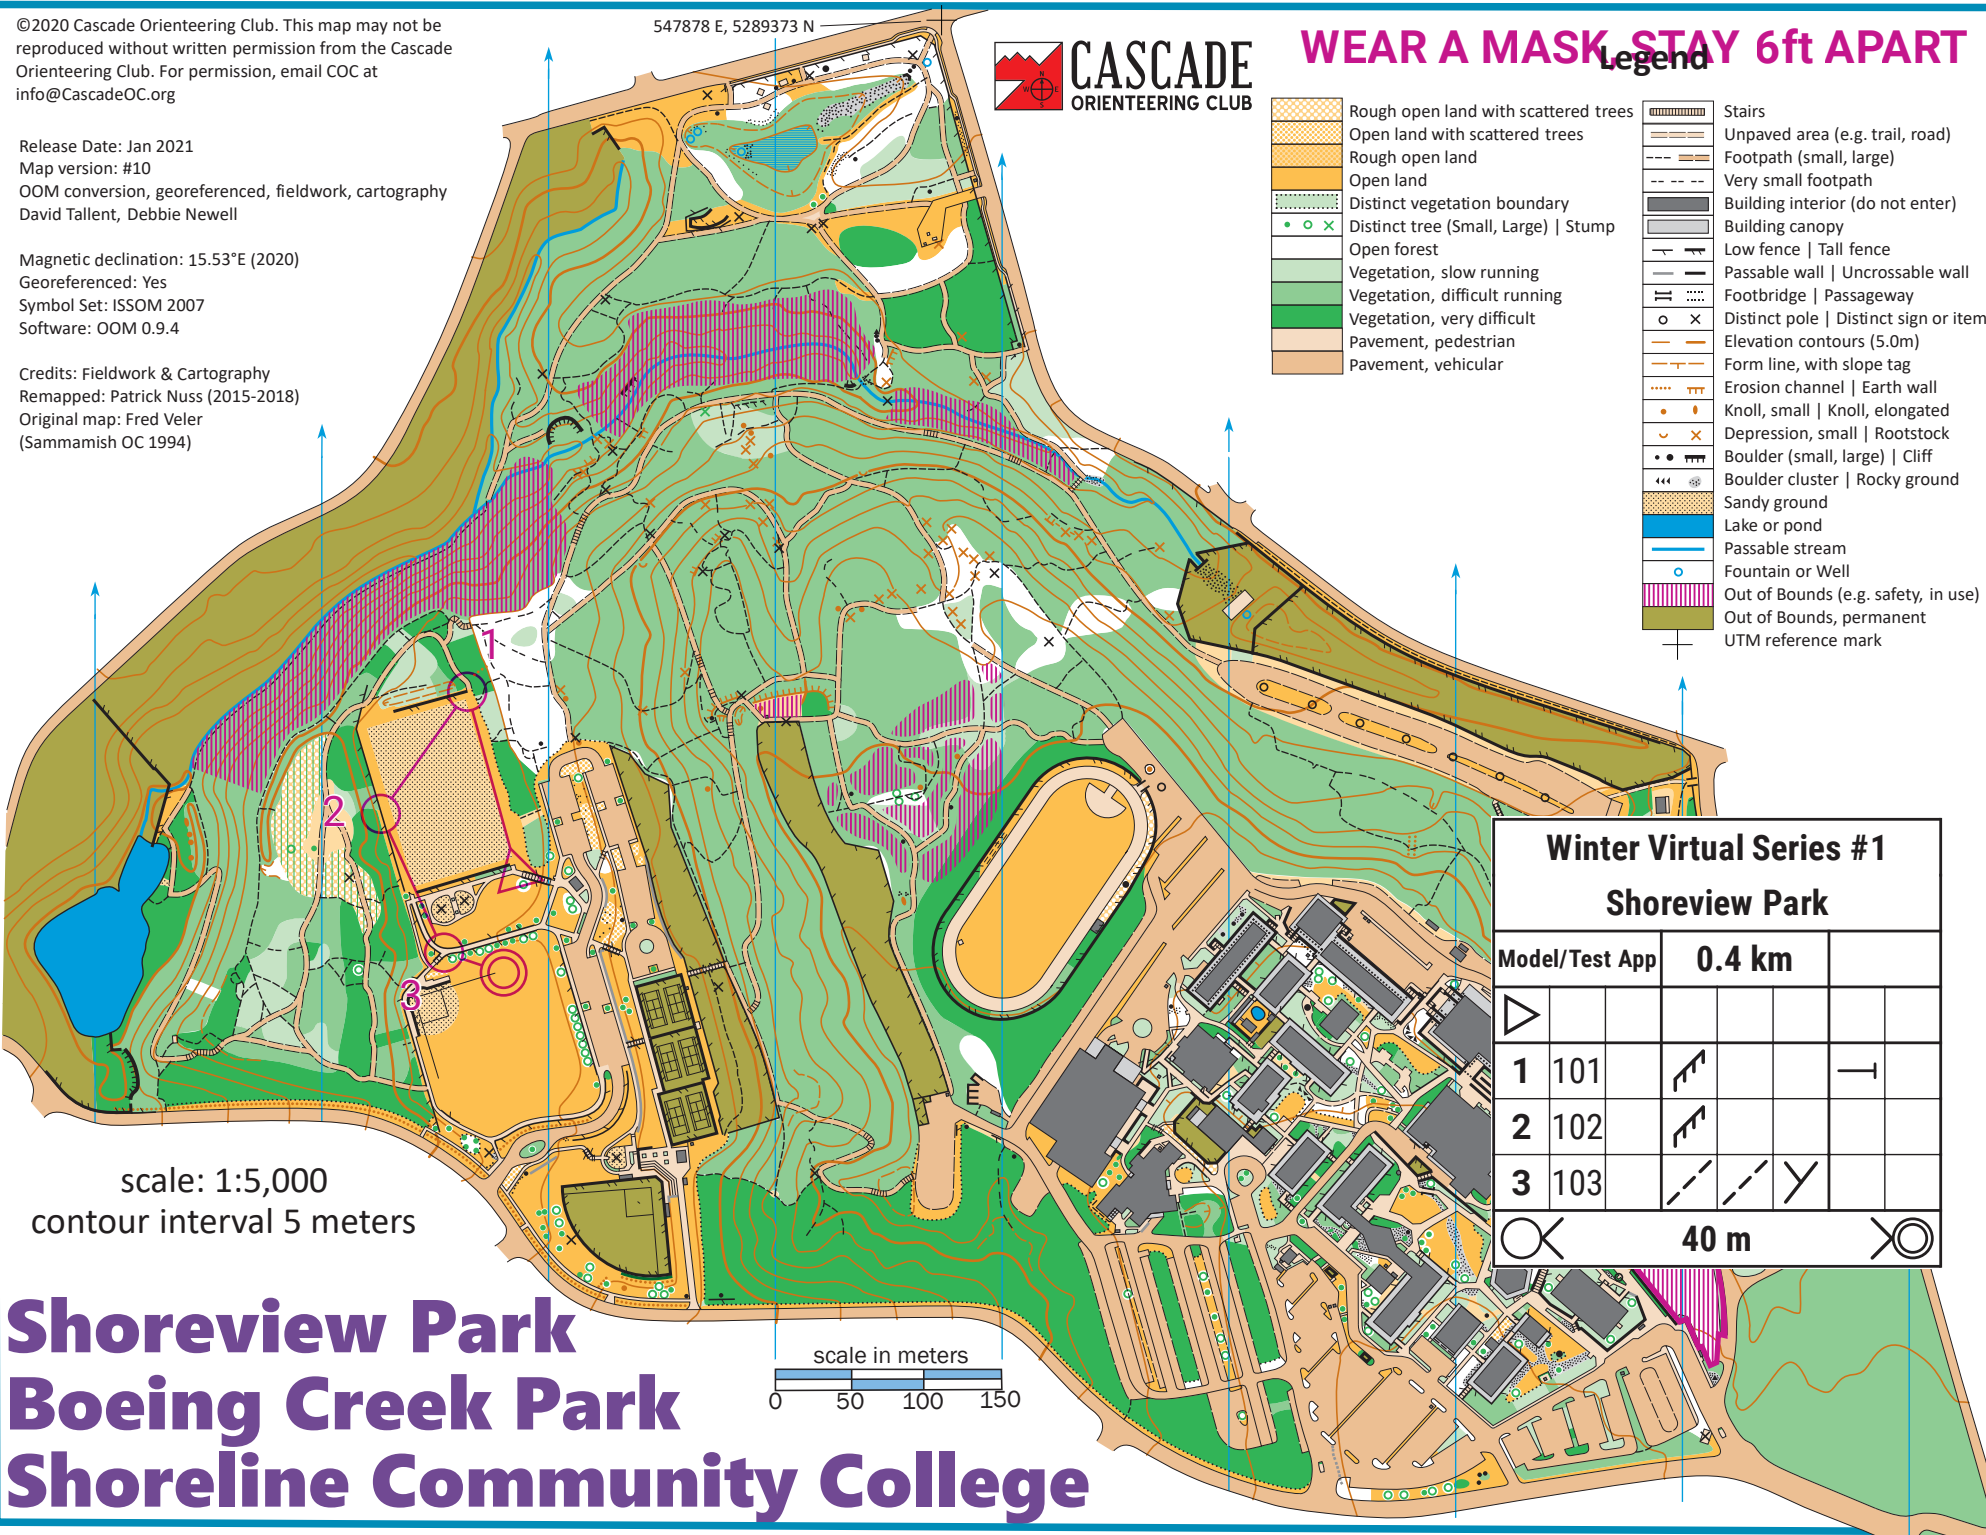 ©2020 Cascade Orienteering Club. This map may not be
reproduced without written permission from the Cascade
Orienteering Club. For permission, email COC at
info@CascadeOC.org
Release Date: Jan 2021
Map version: #10
OOM conversion, georeferenced, fieldwork, cartography
David Tallent, Debbie Newell
Magnetic declination: 15.53°E (2020)
Georeferenced: Yes
Symbol Set: ISSOM 2007
Software: OOM 0.9.4
Credits: Fieldwork & Cartography
Remapped: Patrick Nuss (2015-2018)
Original map: Fred Veler
(Sammamish OC 1994)
547878 E, 5289373 N
N
W E
S
CASCADE
ORIENTEERING CLUB
WEAR A MASK, STAY 6ft APART
Legend
Rough open land with scattered trees
Open land with scattered trees
Rough open land
Open land
Distinct vegetation boundary
Distinct tree (Small, Large) | Stump
Open forest
Vegetation, slow running
Vegetation, difficult running
Vegetation, very difficult
Pavement, pedestrian
Pavement, vehicular
Stairs
Unpaved area (e.g. trail, road)
Footpath (small, large)
Very small footpath
Building interior (do not enter)
Building canopy
Low fence | Tall fence
Passable wall | Uncrossable wall
Footbridge | Passageway
Distinct pole | Distinct sign or item
Elevation contours (5.0m)
Form line, with slope tag
Erosion channel | Earth wall
Knoll, small | Knoll, elongated
Depression, small | Rootstock
Boulder (small, large) | Cliff
Boulder cluster | Rocky ground
Sandy ground
Lake or pond
Passable stream
Fountain or Well
Out of Bounds (e.g. safety, in use)
Out of Bounds, permanent
UTM reference mark
1
2
3
Winter Virtual Series #1
Shoreview Park
Model/Test App 0.4 km
1 101
2 102
3 103
40 m
scale: 1:5,000
contour interval 5 meters
scale in meters
0 50 100 150
Shoreview Park
Boeing Creek Park
Shoreline Community College